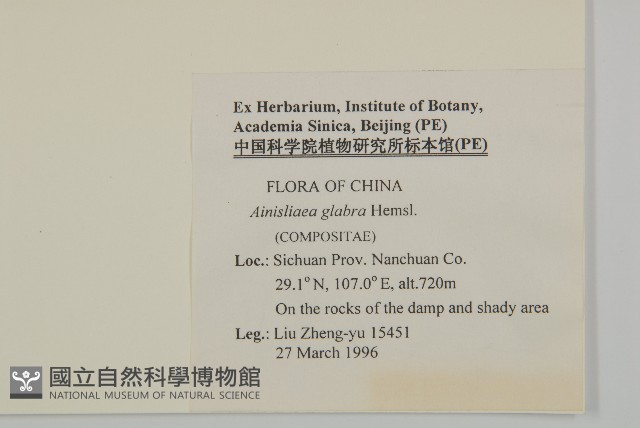 Ex Herbarium, Institute of Botany,
Academia Sinica, Beijing (PE)
中国科学院植物研究所标本馆(PE)
FLORA OF CHINA
Ainisliaea glabra Hemsl.
(COMPOSITAE)
Loc.: Sichuan Prov. Nanchuan Co.
29.1° N, 107.0° E, alt.720m
On the rocks of the damp and shady area
Leg.: Liu Zheng-yu 15451
27 March 1996
國立自然科學博物館
NATIONAL MUSEUM OF NATURAL SCIENCE